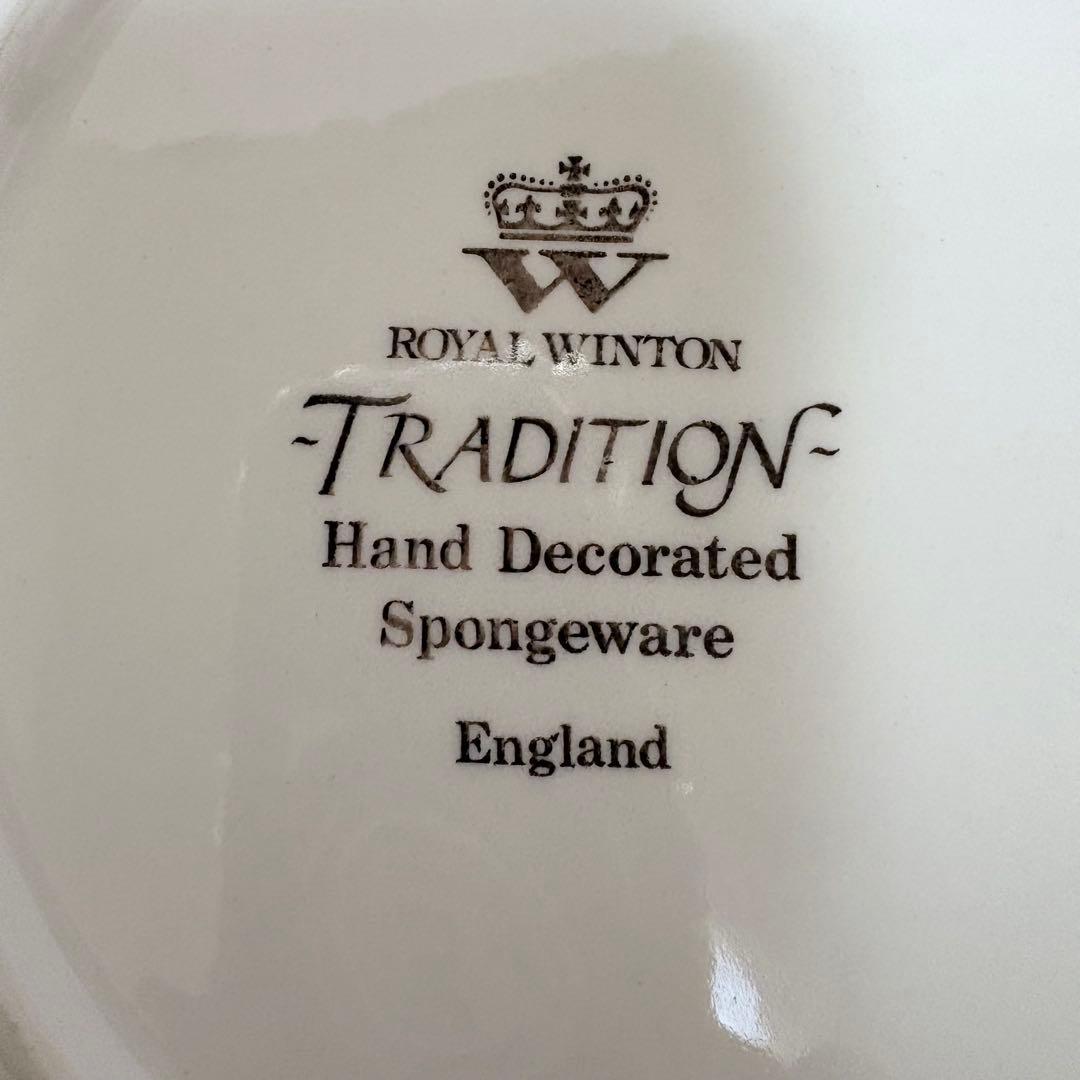 W
ROYAL WINTON
~TRADITION~
Hand Decorated
Spongeware
England